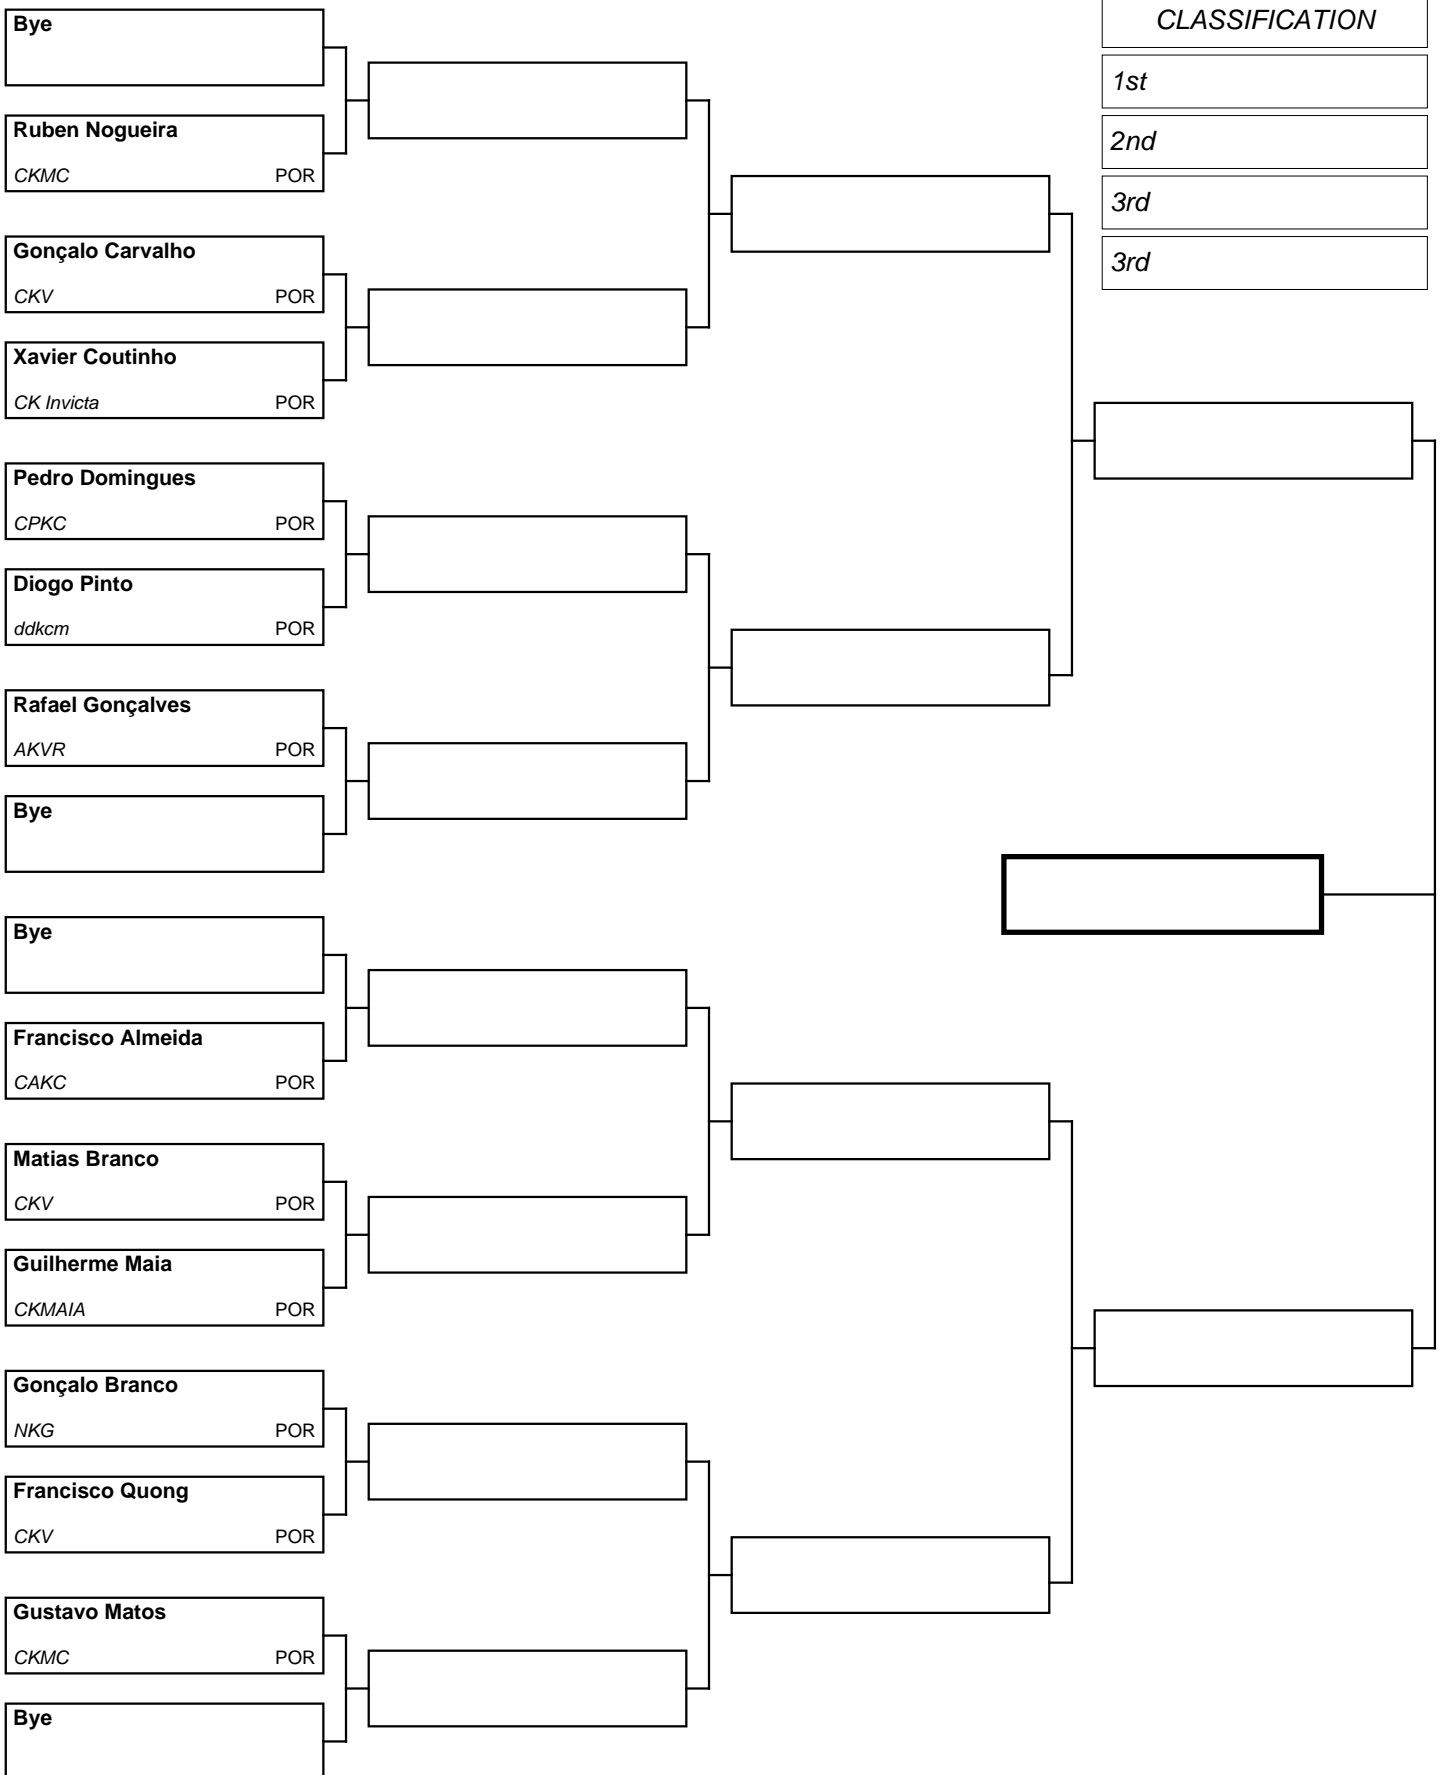 Bye
Ruben Nogueira
CKMC POR
Gonçalo Carvalho
CKV POR
Xavier Coutinho
CK Invicta POR
Pedro Domingues
CPKC POR
Diogo Pinto
ddkcm POR
Rafael Gonçalves
AKVR POR
Bye
Bye
Francisco Almeida
CAKC POR
Matias Branco
CKV POR
Guilherme Maia
CKMAIA POR
Gonçalo Branco
NKG POR
Francisco Quong
CKV POR
Gustavo Matos
CKMC POR
Bye
CLASSIFICATION
1st
2nd
3rd
3rd